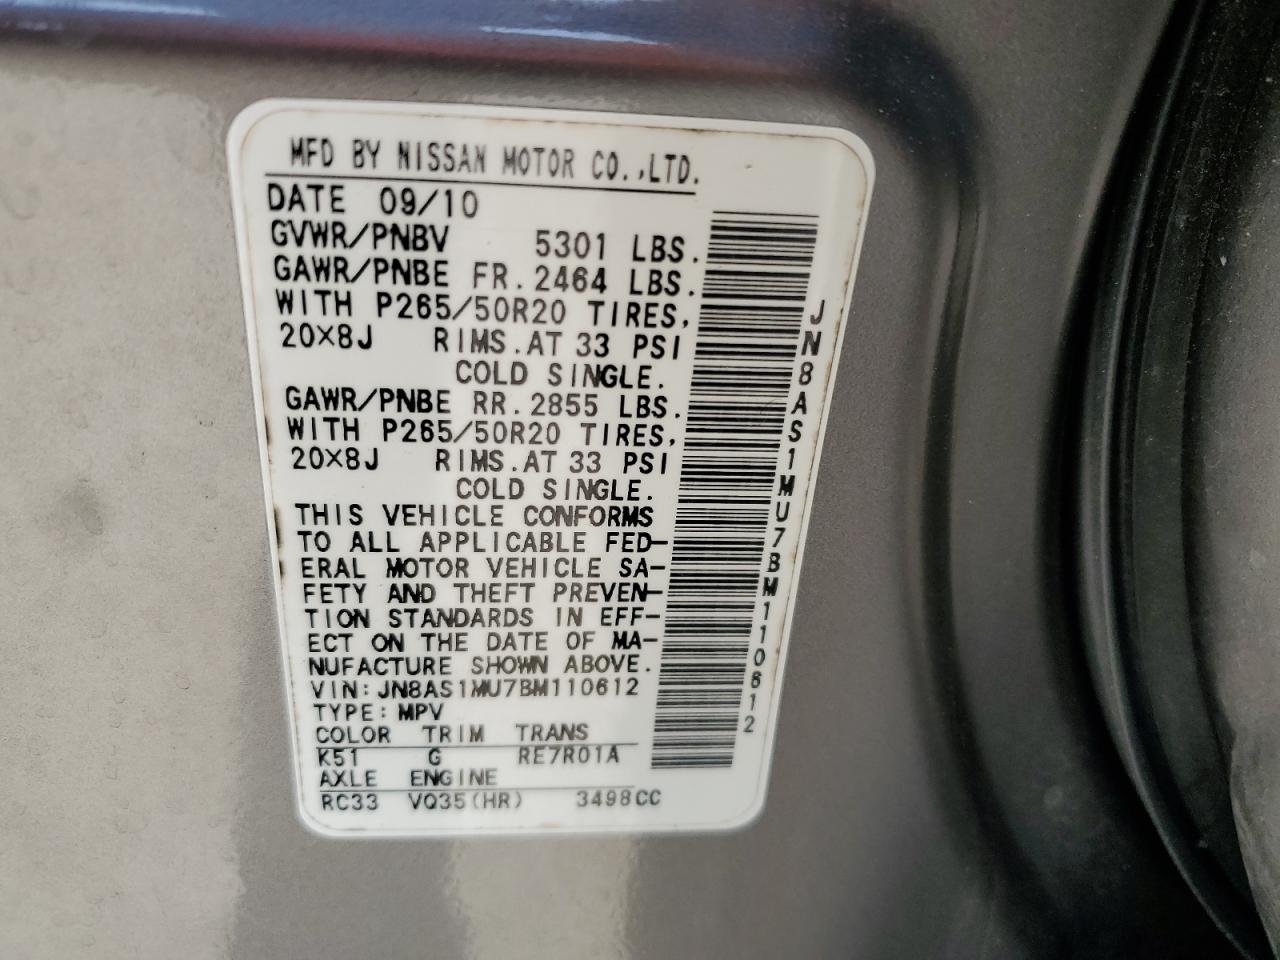 MFD BY NISSAN MOTOR CO.,LTD.
DATE 09/10
GVWR/PNBV 5301 LBS.
GAWR/PNBE FR. 2464 LBS.
WITH P265/50R20 TIRES,
20×8J RIMS. AT 33 PSI
COLD SINGLE.
GAWR/PNBE RR. 2855 LBS.
WITH P265/50R20 TIRES,
20×8J RIMS. AT 33 PSI
COLD SINGLE.
THIS VEHICLE CONFORMS
TO ALL APPLICABLE FED-
ERAL MOTOR VEHICLE SA-
FETY AND THEFT PREVEN-
TION STANDARDS IN EFF-
ECT ON THE DATE OF MA-
NUFACTURE SHOWN ABOVE.
VIN: JN8AS1MU7BM110612
TYPE: MPV
COLOR TRIM TRANS
K51 G RE7R01A
AXLE ENGINE
RC33 VQ35(HR) 3498CC
JN8AS1MU7BM110612